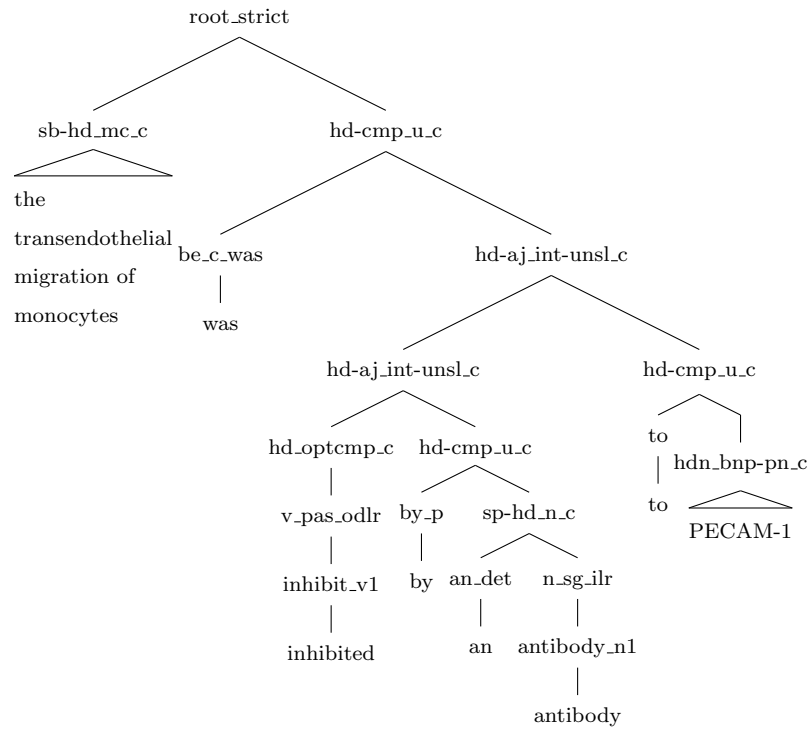 root_strict
sb-hd_mc_c hd-cmp_u_c
the
transendothelial
migration of
monocytes
be_c_was hd-aj_int-unsl_c
was
hd-aj_int-unsl_c hd-cmp_u_c
hd_optcmp_c hd-cmp_u_c to hdn_bnp-pn_c
v_pas_odlr by_p sp-hd_n_c to PECAM-1
inhibit_v1 by an_det n_sg_ilr
inhibited an antibody_n1
antibody